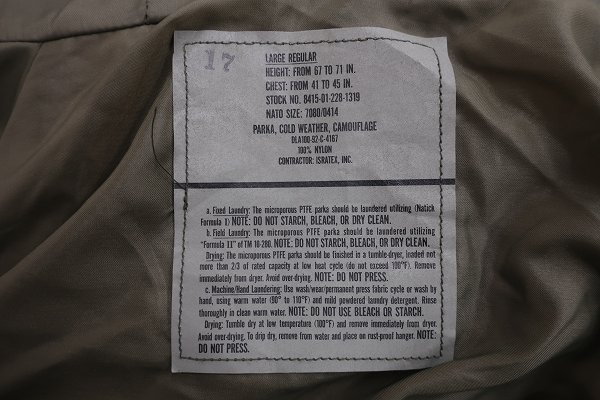 17
LARGE REGULAR
HEIGHT: FROM 67 TO 71 IN.
CHEST: FROM 41 TO 45 IN.
STOCK NO. 8415-01-228-1319
NATO SIZE: 7080/0414
PARKA, COLD WEATHER, CAMOUFLAGE
DLA100-92-C-4167
100% NYLON
CONTRACTOR: ISRATEX, INC.
a. Fixed Laundry: The microporous PTFE parka should be laundered utilizing (Natick
Formula I) NOTE: DO NOT STARCH, BLEACH, OR DRY CLEAN.
b. Field Laundry: The microporous PTFE parka should be laundered utilizing
"Formula II" of TM 10-280. NOTE: DO NOT STARCH, BLEACH, OR DRY CLEAN.
Drying: The microporous PTFE parka should be finished in a tumble-dryer, loaded not
more than 2/3 of rated capacity at low heat cycle (do not exceed 100°F). Remove
immediately from dryer. Avoid over-drying. NOTE: DO NOT PRESS.
c. Machine/Hand Laundering: Use wash/wear/permanent press fabric cycle or wash by
hand, using warm water (90° to 110°F) and mild powdered laundry detergent. Rinse
thoroughly in clean warm water. NOTE: DO NOT USE BLEACH OR STARCH.
Drying: Tumble dry at low temperature (100°F) and remove immediately from dryer.
Avoid over-drying. To drip dry, remove from water and place on rust-proof hanger. NOTE:
DO NOT PRESS.